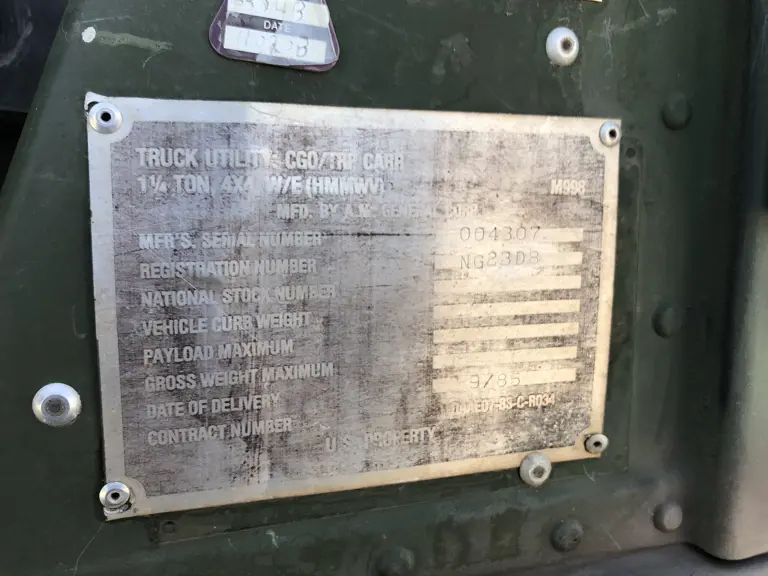 DATE
TRUCK UTILITY: CGO/TRP CARR
1¼ TON, 4X4, W/E (HMMWV) M998
MFD. BY A.M. GENERAL CORP.
MFR'S. SERIAL NUMBER 004307
REGISTRATION NUMBER NG23DB
NATIONAL STOCK NUMBER
VEHICLE CURB WEIGHT
PAYLOAD MAXIMUM
GROSS WEIGHT MAXIMUM
DATE OF DELIVERY 9/85
CONTRACT NUMBER DAAE07-83-C-R034
U.S. PROPERTY